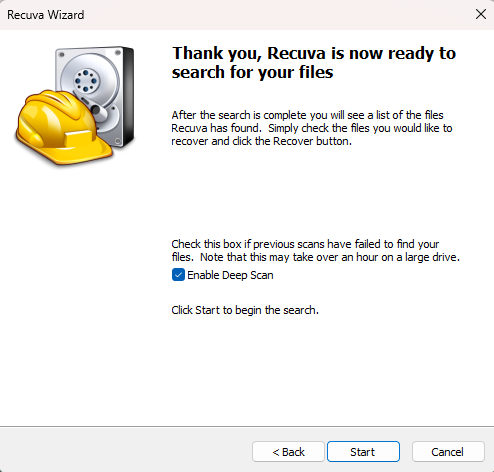 Recuva Wizard
Thank you, Recuva is now ready to
search for your files
After the search is complete you will see a list of the files
Recuva has found.  Simply check the files you would like to
recover and click the Recover button.
Check this box if previous scans have failed to find your
files.  Note that this may take over an hour on a large drive.
Enable Deep Scan
Click Start to begin the search.
< Back
Start
Cancel